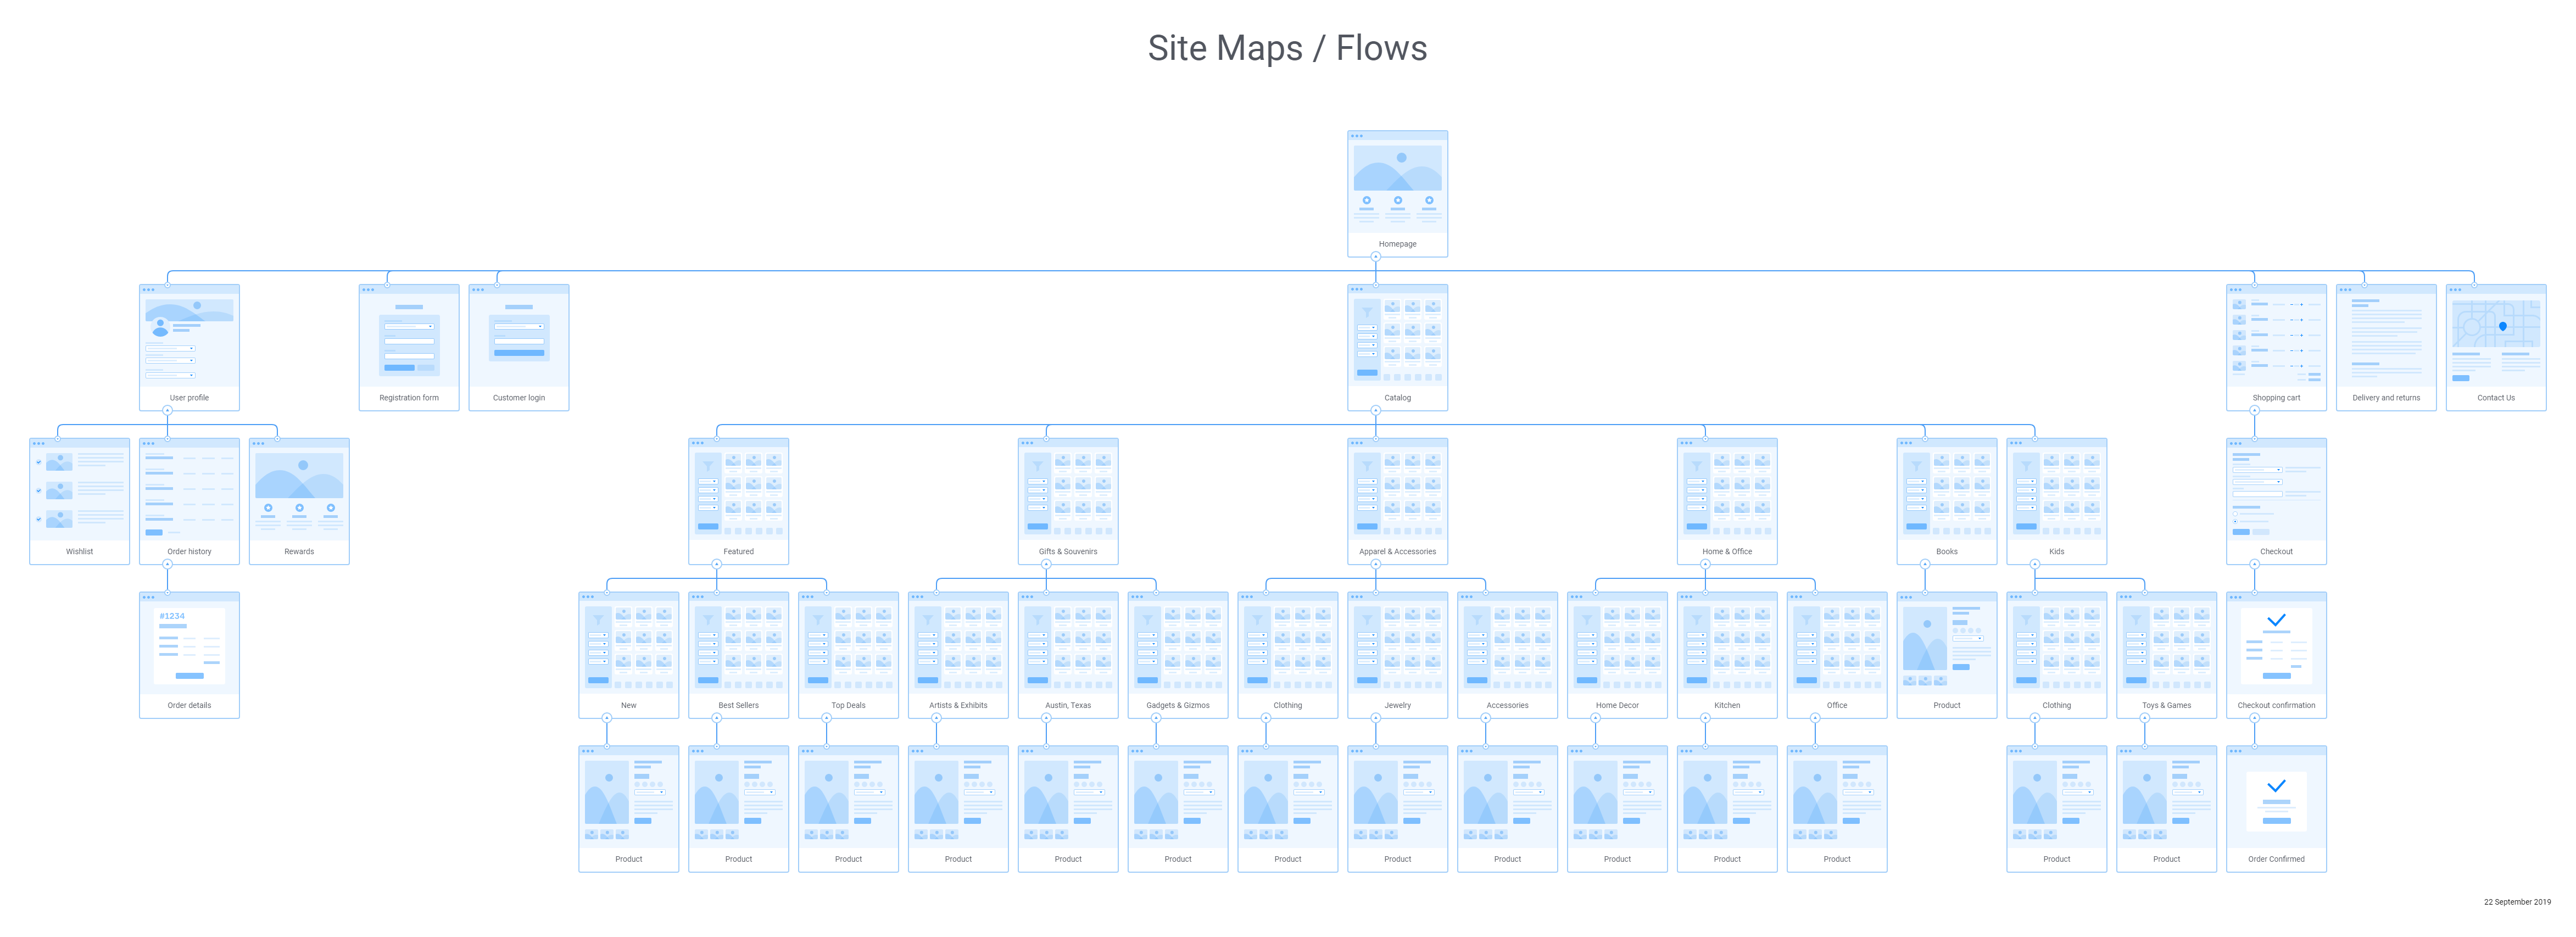 Site Maps / Flows
Homepage
User profile
Registration form
Customer login
Catalog
Shopping cart
Delivery and returns
Contact Us
Wishlist
Order history
Rewards
Featured
Gifts & Souvenirs
Apparel & Accessories
Home & Office
Books
Kids
Checkout
#1234
Order details
New
Best Sellers
Top Deals
Artists & Exhibits
Austin, Texas
Gadgets & Gizmos
Clothing
Jewelry
Accessories
Home Decor
Kitchen
Office
Product
Clothing
Toys & Games
Checkout confirmation
Product
Product
Product
Product
Product
Product
Product
Product
Product
Product
Product
Product
Product
Product
Order Confirmed
22 September 2019